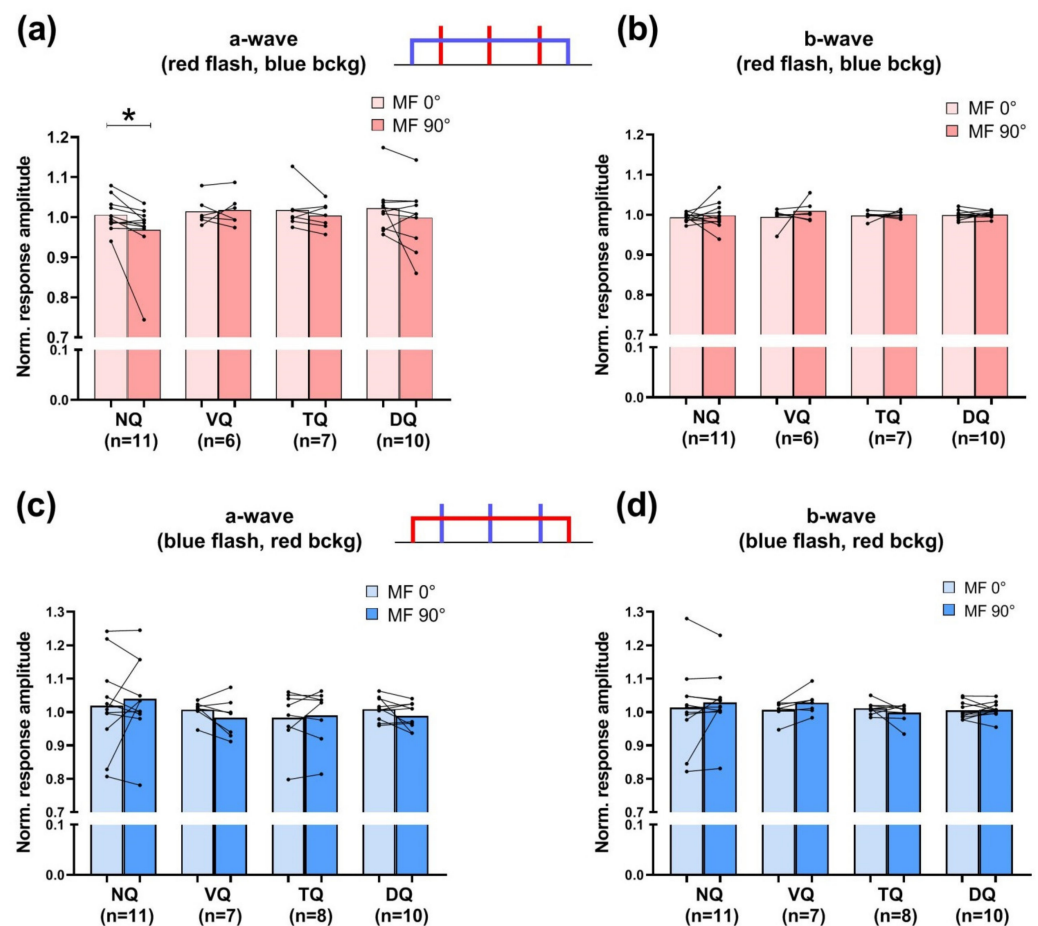 (a)
a-wave
(red flash, blue bckg)
MF 0°
MF 90°
*
Norm. response amplitude
1.2
1.1
1.0
0.9
0.8
0.7
0.1
0.0
NQ VQ TQ DQ
(n=11) (n=6) (n=7) (n=10)
(b)
b-wave
(red flash, blue bckg)
MF 0°
MF 90°
Norm. response amplitude
1.2
1.1
1.0
0.9
0.8
0.7
0.1
0.0
NQ VQ TQ DQ
(n=11) (n=6) (n=7) (n=10)
(c)
a-wave
(blue flash, red bckg)
MF 0°
MF 90°
Norm. response amplitude
1.3
1.2
1.1
1.0
0.9
0.8
0.7
0.1
0.0
NQ VQ TQ DQ
(n=11) (n=7) (n=8) (n=10)
(d)
b-wave
(blue flash, red bckg)
MF 0°
MF 90°
Norm. response amplitude
1.3
1.2
1.1
1.0
0.9
0.8
0.7
0.1
0.0
NQ VQ TQ DQ
(n=11) (n=7) (n=8) (n=10)